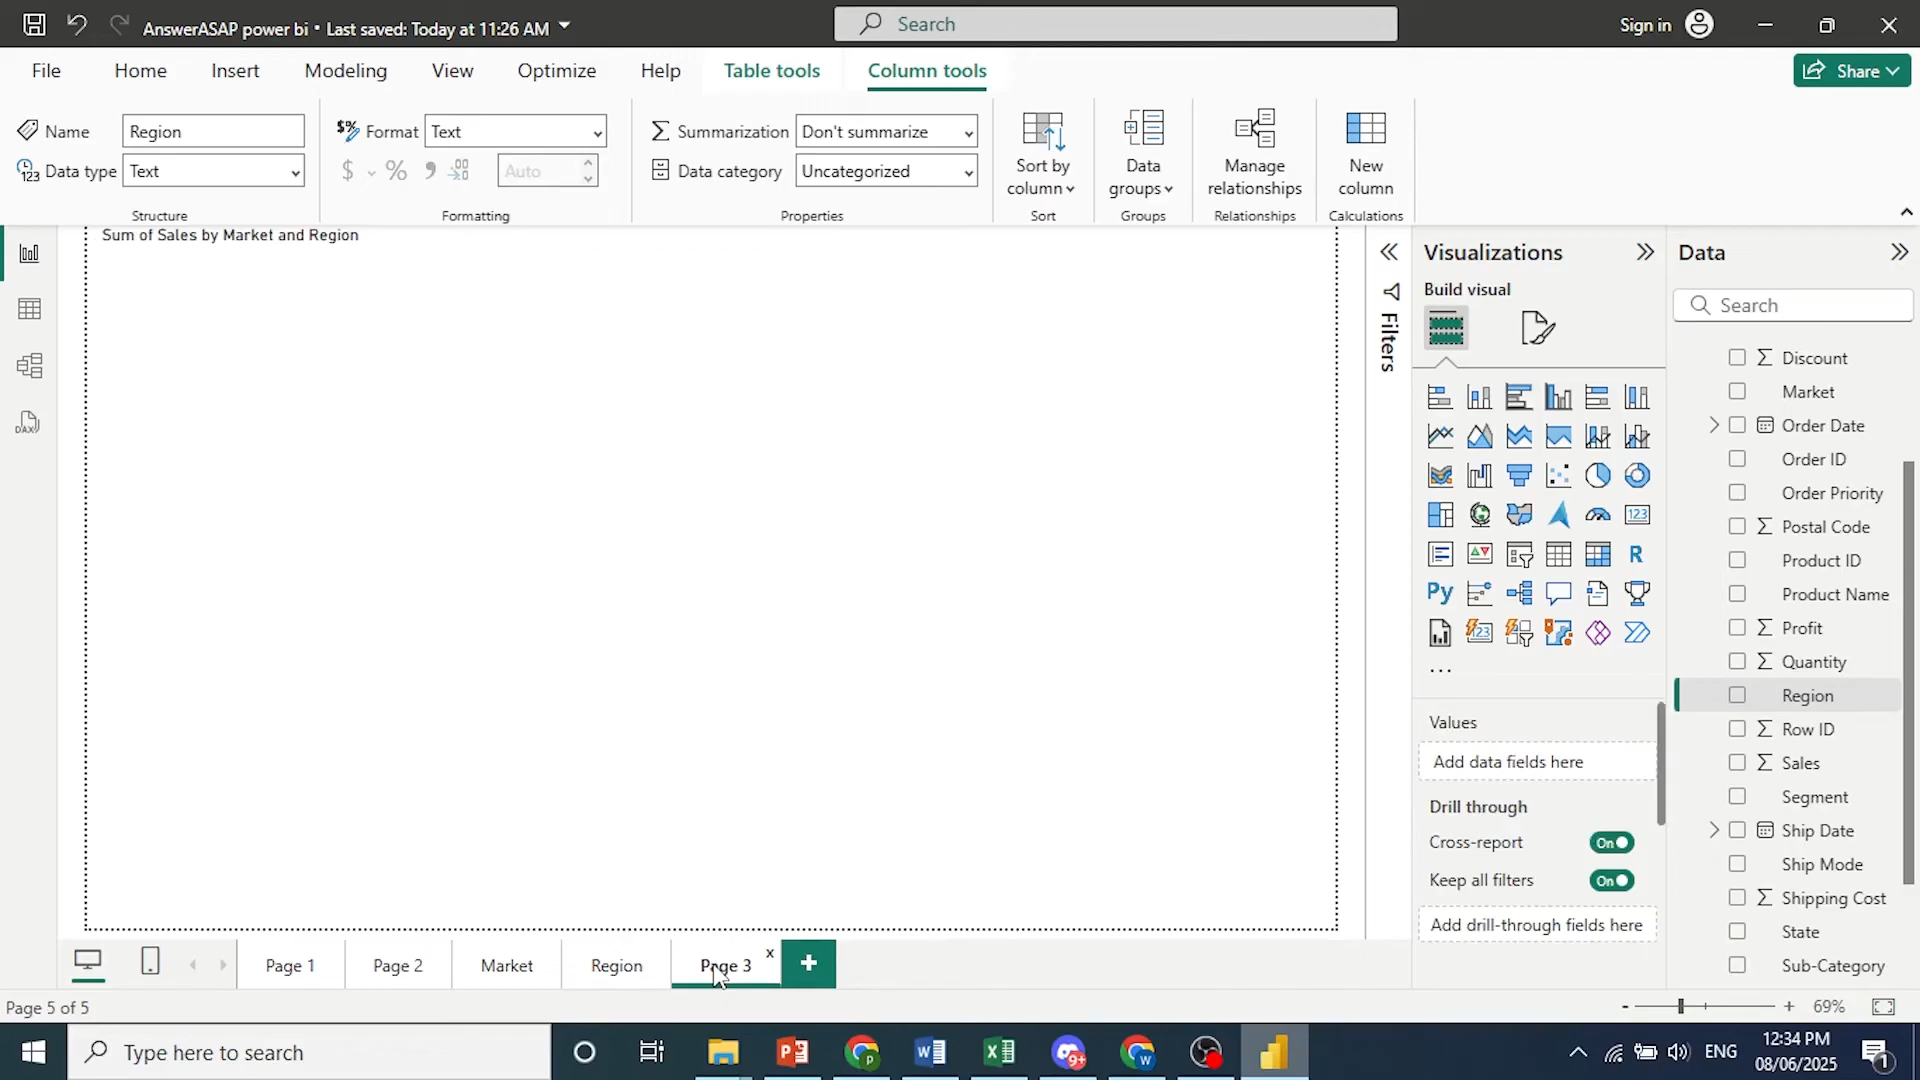 AnswerASAP power bi • Last saved: Today at 11:26 AM
Search
Sign in
File
Home
Insert
Modeling
View
Optimize
Help
Table tools
Column tools
Share
Name
Region
Data type
Text
Structure
$% Format
Text
$
%
Auto
Formatting
Summarization
Don't summarize
Data category
Uncategorized
Properties
Sort by
column
Sort
Data
groups
Groups
Manage
relationships
Relationships
New
column
Calculations
Sum of Sales by Market and Region
Filters
Visualizations
Build visual
123
R
Py
123
...
Values
Add data fields here
Drill through
Cross-report
On
Keep all filters
On
Add drill-through fields here
Data
Search
Discount
Market
Order Date
Order ID
Order Priority
Postal Code
Product ID
Product Name
Profit
Quantity
Region
Row ID
Sales
Segment
Ship Date
Ship Mode
Shipping Cost
State
Sub-Category
DAX
Page 1
Page 2
Market
Region
Page 3
x
+
Page 5 of 5
- + 69%
Type here to search
9+
ENG
12:34 PM
08/06/2025
1